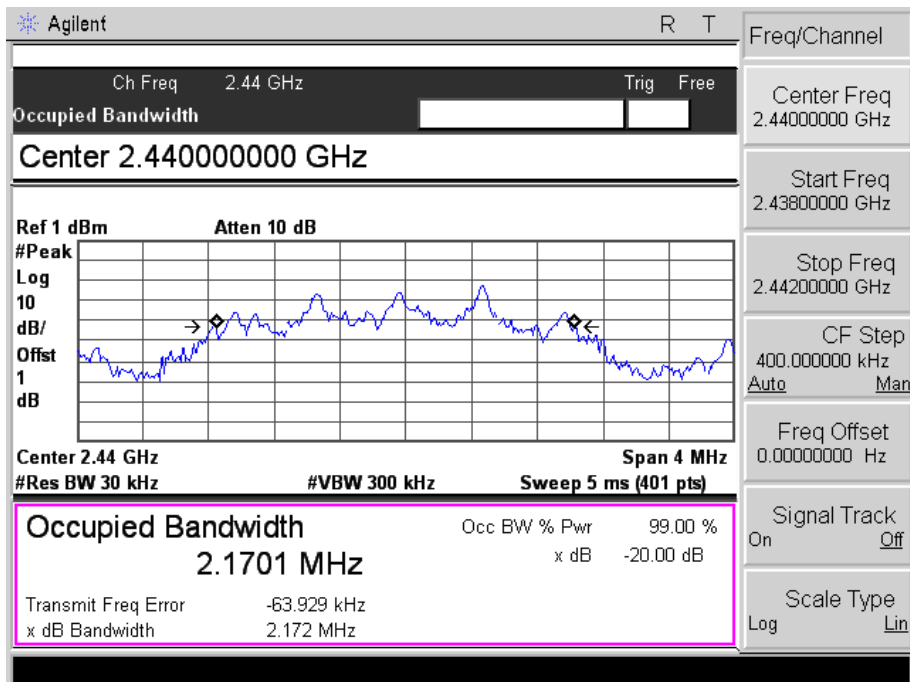 Agilent
R T
Ch Freq 2.44 GHz Trig Free
Occupied Bandwidth
Center 2.440000000 GHz
Ref 1 dBm Atten 10 dB
#Peak
Log
10
dB/
Offst
1
dB
Center 2.44 GHz Span 4 MHz
#Res BW 30 kHz #VBW 300 kHz Sweep 5 ms (401 pts)
Occupied Bandwidth
2.1701 MHz
Occ BW % Pwr 99.00 %
x dB -20.00 dB
Transmit Freq Error -63.929 kHz
x dB Bandwidth 2.172 MHz
Freq/Channel
Center Freq
2.44000000 GHz
Start Freq
2.43800000 GHz
Stop Freq
2.44200000 GHz
CF Step
400.000000 kHz
Auto Man
Freq Offset
0.00000000 Hz
Signal Track
On Off
Scale Type
Log Lin